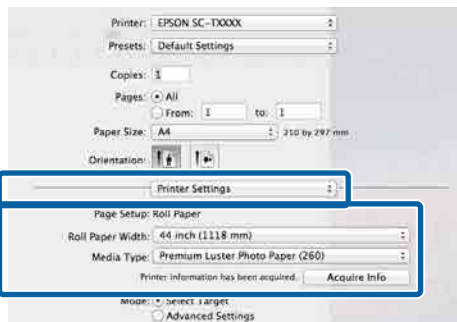 Printer: EPSON SC-TXXXX
Presets: Default Settings
Copies: 1
Pages: All
From: 1 to: 1
Paper Size: A4 210 by 297 mm
Orientation:
Printer Settings
Page Setup: Roll Paper
Roll Paper Width: 44 inch (1118 mm)
Media Type: Premium Luster Photo Paper (260)
Printer information has been acquired. Acquire Info
Mode: Select Target
Advanced Settings